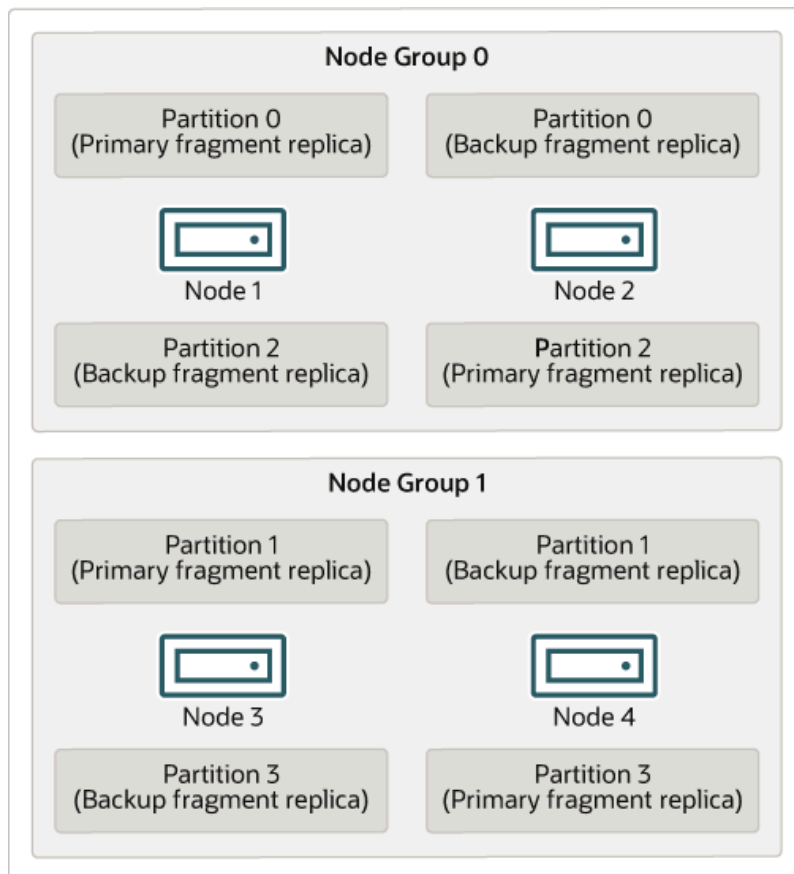 Node Group 0
Partition 0
(Primary fragment replica)
Partition 0
(Backup fragment replica)
Node 1
Node 2
Partition 2
(Backup fragment replica)
Partition 2
(Primary fragment replica)
Node Group 1
Partition 1
(Primary fragment replica)
Partition 1
(Backup fragment replica)
Node 3
Node 4
Partition 3
(Backup fragment replica)
Partition 3
(Primary fragment replica)